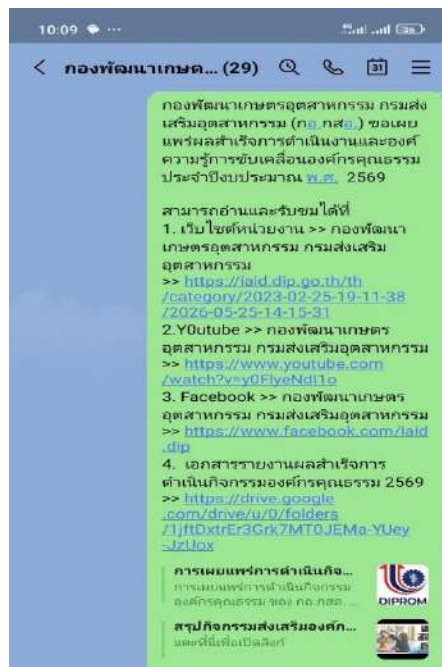 10:09
กองพัฒนาเกษต... (29)
31
กองพัฒนาเกษตรอุตสาหกรรม กรมส่ง
เสริมอุตสาหกรรม (กอ.กสอ.) ขอเผย
แพร่ผลสำเร็จการดำเนินงานและองค์
ความรู้การขับเคลื่อนองค์กรคุณธรรม
ประจำปีงบประมาณ พ.ศ. 2569
สามารถอ่านและรับชมได้ที่
1. เว็บไซต์หน่วยงาน >> กองพัฒนา
เกษตรอุตสาหกรรม กรมส่งเสริม
อุตสาหกรรม
>> https://iaid.dip.go.th/th
/category/2023-02-25-19-11-38
/2026-05-25-14-15-31
2.Y0utube >> กองพัฒนาเกษตร
อุตสาหกรรม กรมส่งเสริมอุตสาหกรรม
>> https://www.youtube.com
/watch?v=y0FlyeNdI1o
3. Facebook >> กองพัฒนาเกษตร
อุตสาหกรรม กรมส่งเสริมอุตสาหกรรม
>> https://www.facebook.com/iaid
.dip
4. เอกสารรายงานผลสำเร็จการ
ดำเนินกิจกรรมองค์กรคุณธรรม 2569
>> https://drive.google
.com/drive/u/0/folders
/1jftDxtrEr3Grk7MT0JEMa-YUey
-JzUox
การเผยแพร่การดำเนินกิจ...
การเผยแพร่การดำเนินกิจกรรม
องค์กรคุณธรรม ของ กอ.กสอ. ...
DIPROM
สรุปกิจกรรมส่งเสริมองค์ก...
แตะที่นี่เพื่อเปิดลิงก์